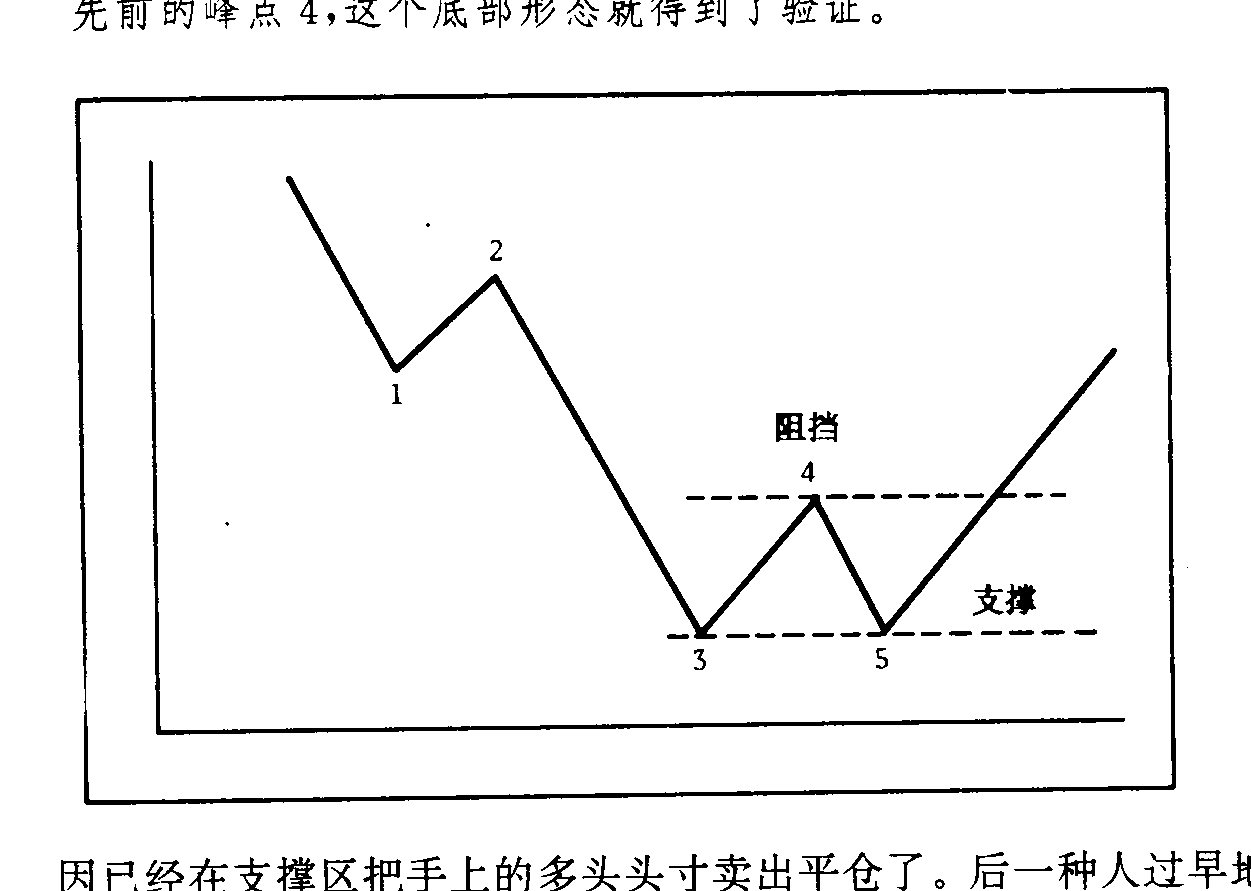 先前的峰点4,这个底部形态就得到了验证。
2
1
阻挡
4
支撑
3
5
因已经在支撑区把手上的多头头寸卖出平仓了。后一种人过早地